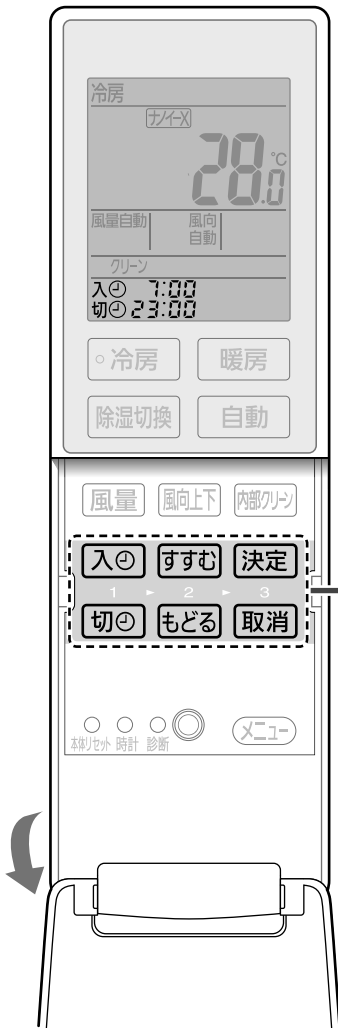 冷房
ナノイーX
28.0℃
風量自動 風向自動
クリーン
入 7:00
切 23:00
冷房 暖房
除湿切換 自動
風量 風向上下 内部クリーン
入 すすむ 決定
1 ► 2 ► 3
切 もどる 取消
本体リセット 時計 診断 メニュー